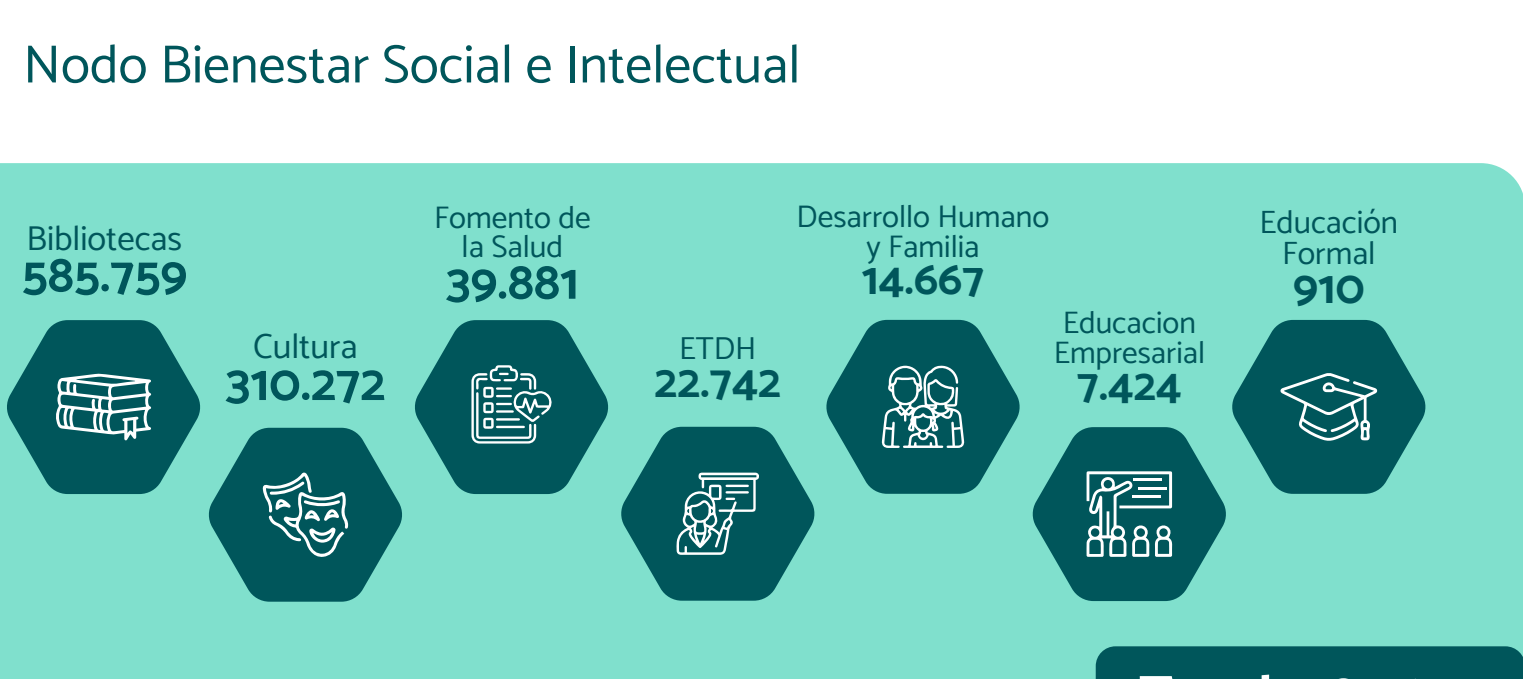 Nodo Bienestar Social e Intelectual
Bibliotecas
585.759
Cultura
310.272
Fomento de
la Salud
39.881
ETDH
22.742
Desarrollo Humano
y Familia
14.667
Educacion
Empresarial
7.424
Educación
Formal
910